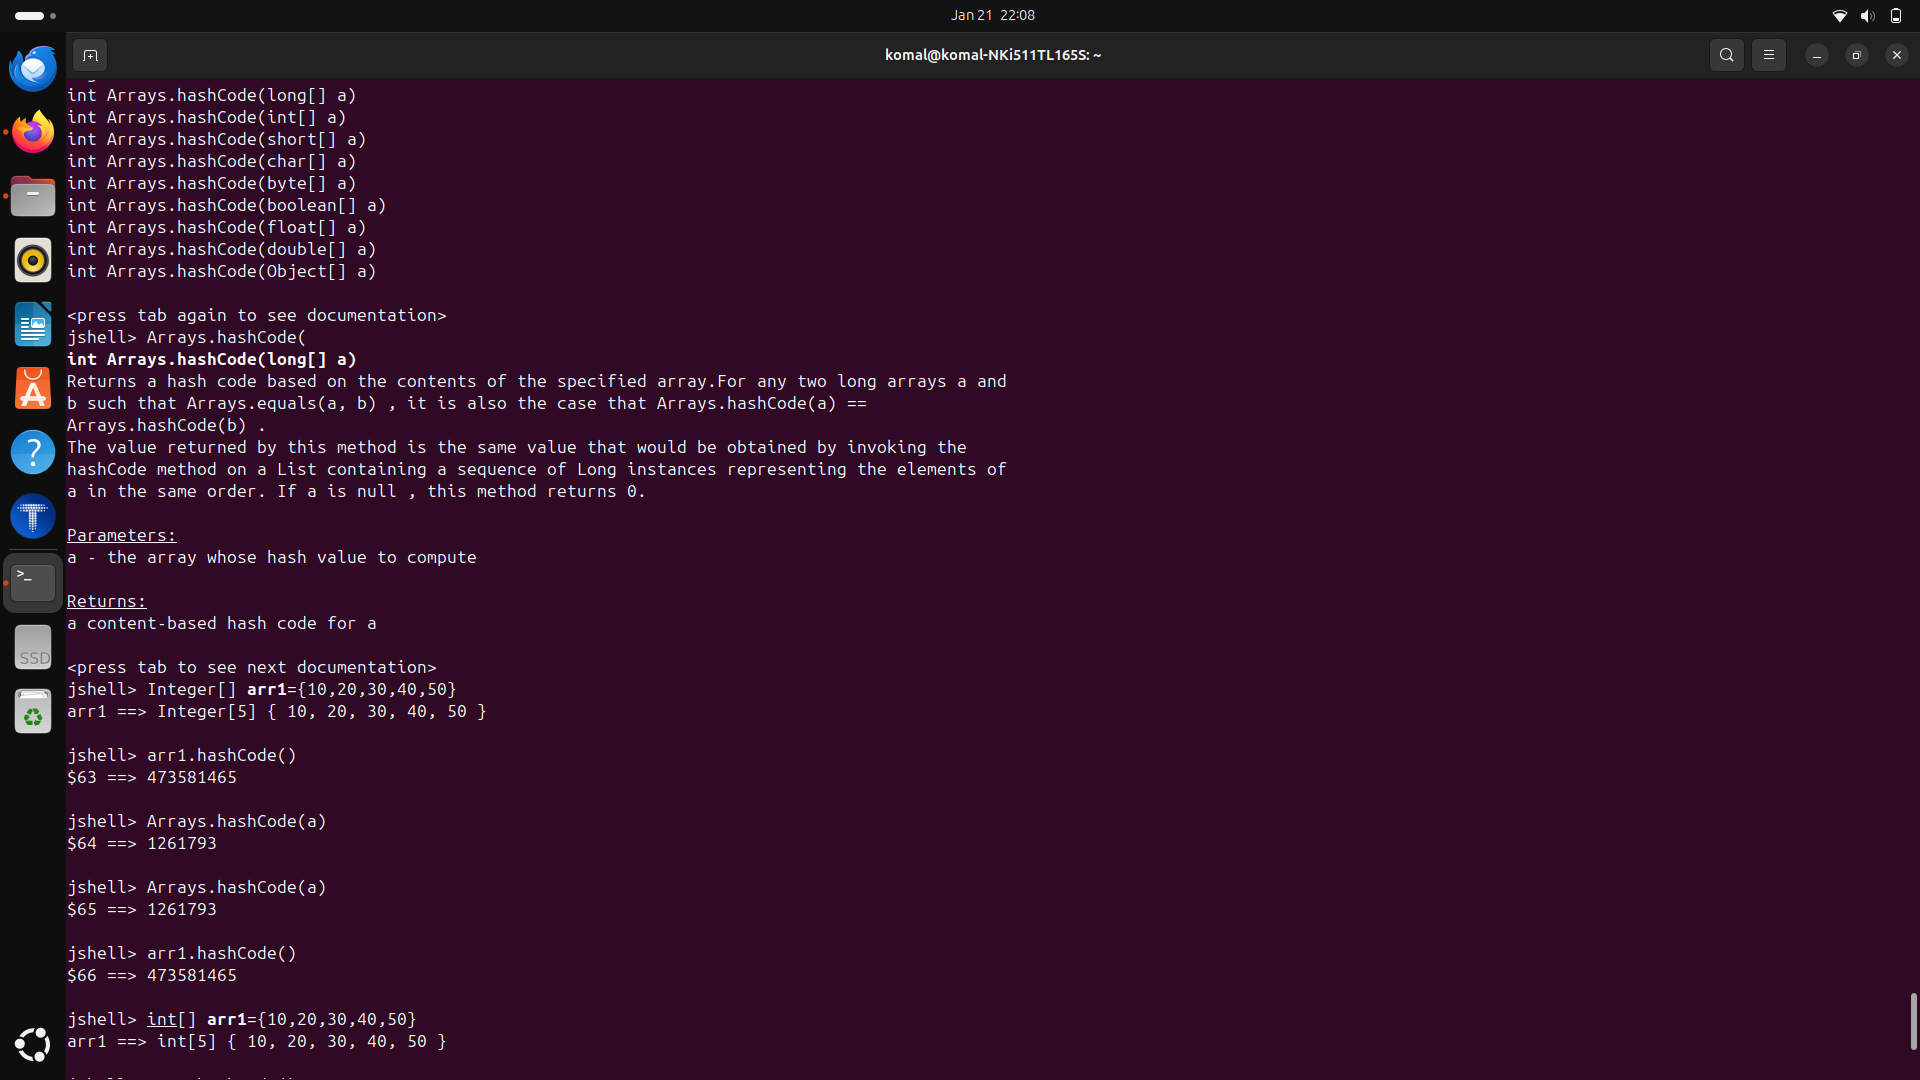 Jan 21 22:08
komal@komal-NKi511TL165S: ~
int Arrays.hashCode(long[] a)
int Arrays.hashCode(int[] a)
int Arrays.hashCode(short[] a)
int Arrays.hashCode(char[] a)
int Arrays.hashCode(byte[] a)
int Arrays.hashCode(boolean[] a)
int Arrays.hashCode(float[] a)
int Arrays.hashCode(double[] a)
int Arrays.hashCode(Object[] a)
<press tab again to see documentation>
jshell> Arrays.hashCode(
int Arrays.hashCode(long[] a)
Returns a hash code based on the contents of the specified array.For any two long arrays a and
b such that Arrays.equals(a, b) , it is also the case that Arrays.hashCode(a) ==
Arrays.hashCode(b) .
The value returned by this method is the same value that would be obtained by invoking the
hashCode method on a List containing a sequence of Long instances representing the elements of
a in the same order. If a is null , this method returns 0.
Parameters:
a - the array whose hash value to compute
Returns:
a content-based hash code for a
<press tab to see next documentation>
jshell> Integer[] arr1={10,20,30,40,50}
arr1 ==> Integer[5] { 10, 20, 30, 40, 50 }
jshell> arr1.hashCode()
$63 ==> 473581465
jshell> Arrays.hashCode(a)
$64 ==> 1261793
jshell> Arrays.hashCode(a)
$65 ==> 1261793
jshell> arr1.hashCode()
$66 ==> 473581465
jshell> int[] arr1={10,20,30,40,50}
arr1 ==> int[5] { 10, 20, 30, 40, 50 }
SSD